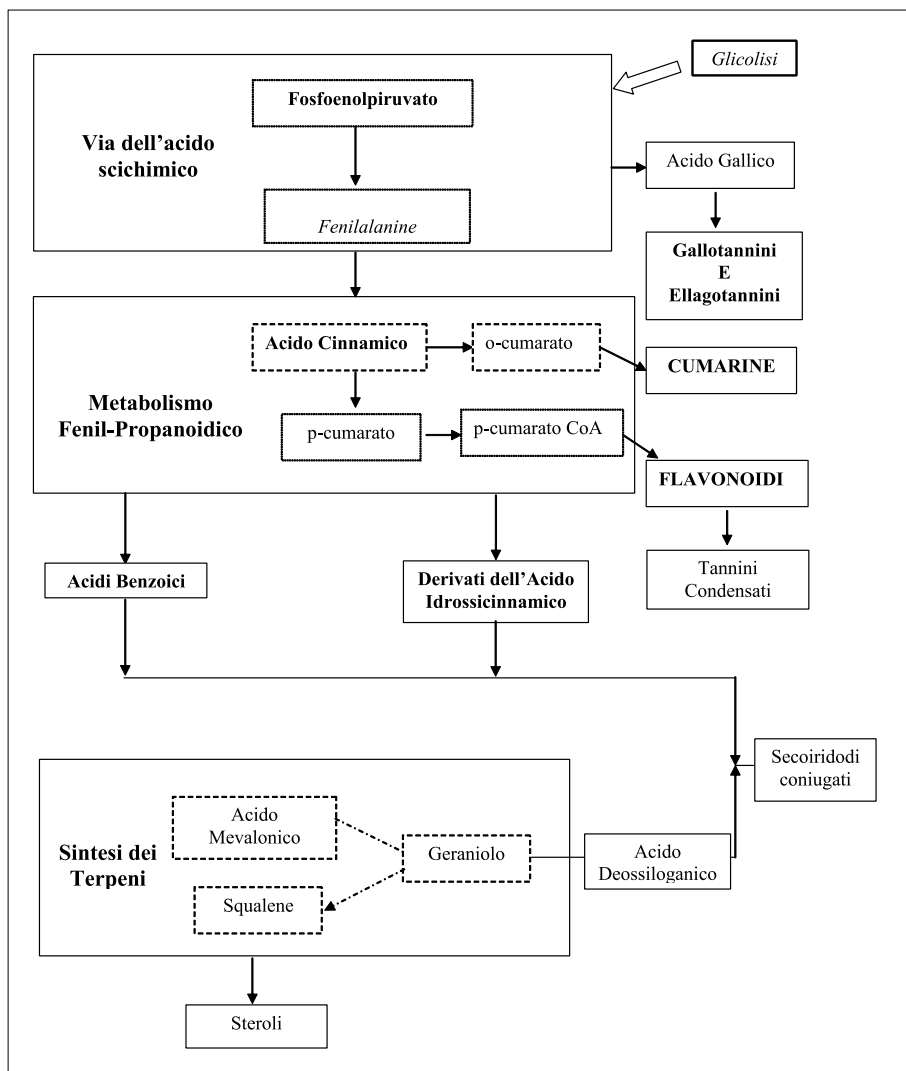 Glicolisi
Fosfoenolpiruvato
Via dell’acido
scichimico
Fenilalanine
Acido Gallico
Gallotannini
E
Ellagotannini
Acido Cinnamico
o-cumarato
CUMARINE
Metabolismo
Fenil-Propanoidico
p-cumarato
p-cumarato CoA
FLAVONOIDI
Tannini
Condensati
Acidi Benzoici
Derivati dell’Acido
Idrossicinnamico
Secoiridodi
coniugati
Acido
Mevalonico
Sintesi dei
Terpeni
Geraniolo
Acido
Deossiloganico
Squalene
Steroli